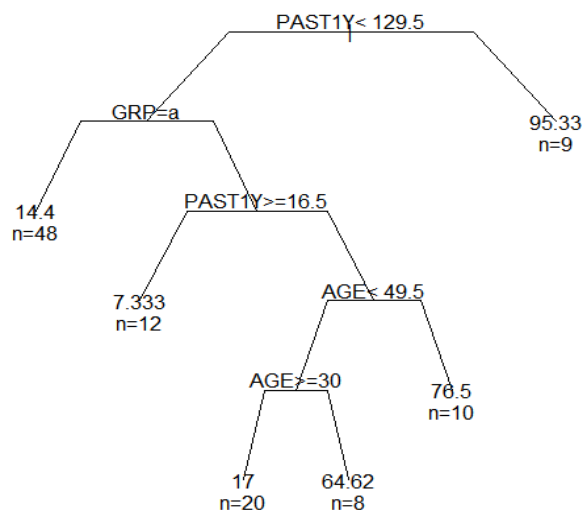 PAST1Y< 129.5
GRP=a
95.33
n=9
14.4
n=48
PAST1Y>=16.5
7.333
n=12
AGE< 49.5
AGE>=30
76.5
n=10
17
n=20
64.62
n=8